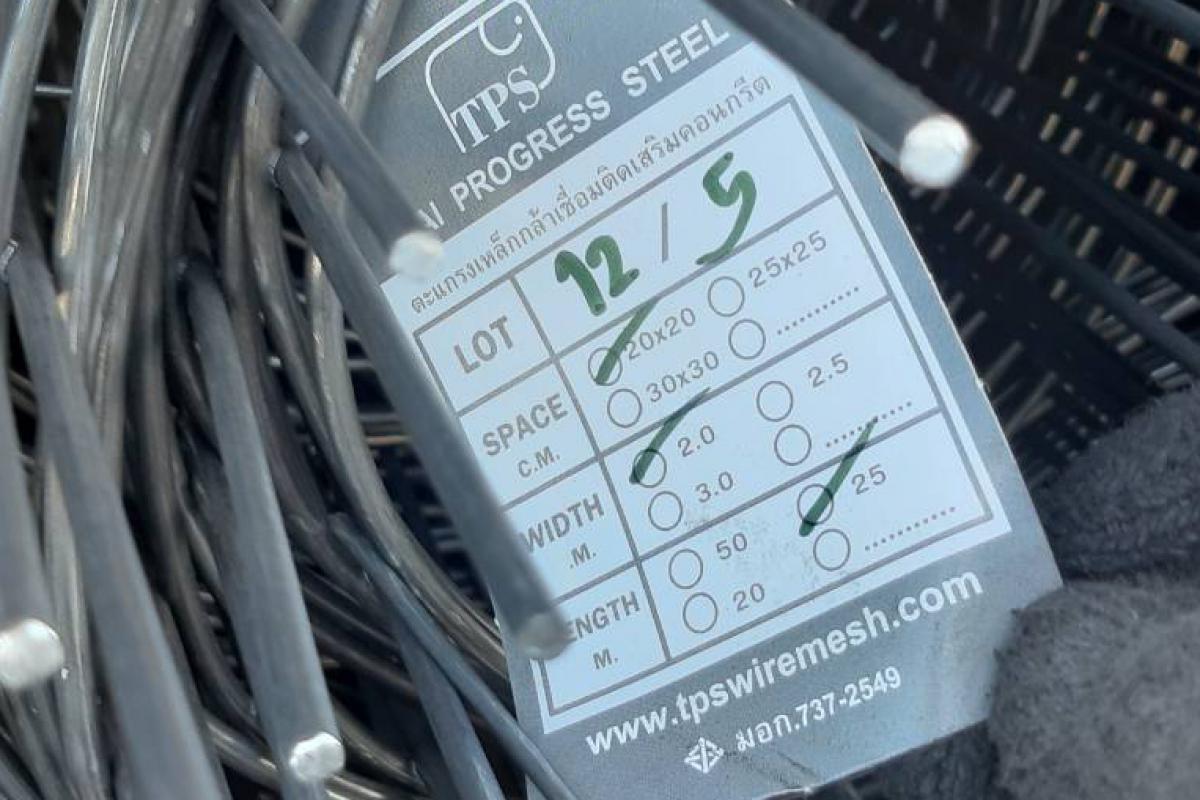 TPS
PROGRESS STEEL
ตะแกรงเหล็กกล้าเชื่อมติดเสริมคอนกรีต
LOT 12 / 5
SPACE C.M. 20x20 25x25
30x30 ..........
WIDTH .M. 2.0 2.5
3.0 ..........
ENGTH M. 50 25
20 ..........
www.tpswiremesh.com
มอก.737-2549